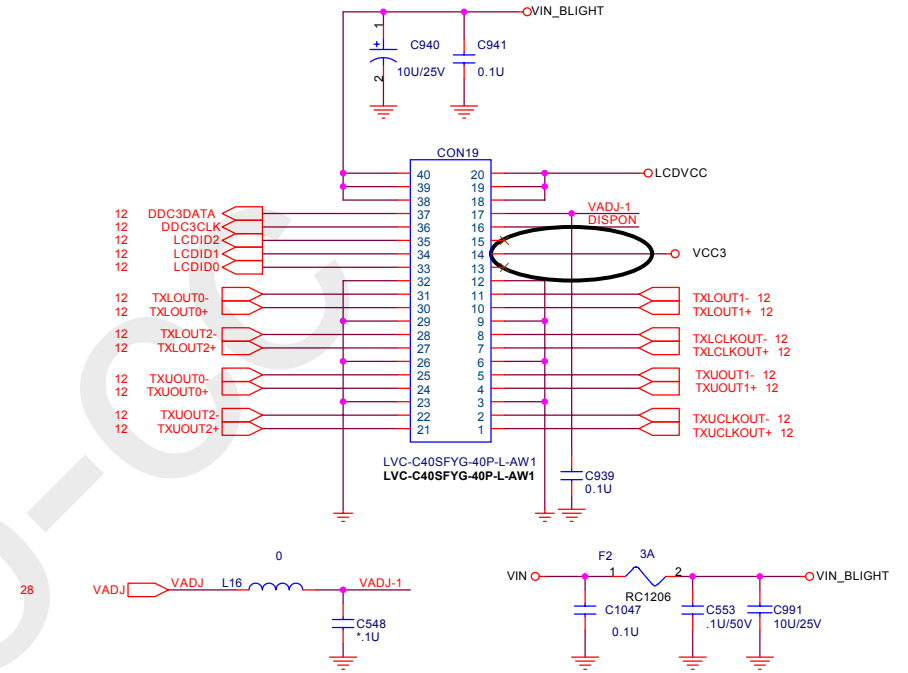 VIN_BLIGHT
1
+
C940
C941
10U/25V
0.1U
2
CON19
40 20
LCDVCC
39 19
38 18
12 DDC3DATA 37 17 VADJ-1
12 DDC3CLK 36 16 DISPON
12 LCDID2 35 15
12 LCDID1 34 14 VCC3
12 LCDID0 33 13
32 12
12 TXLOUT0- 31 11 TXLOUT1- 12
12 TXLOUT0+ 30 10 TXLOUT1+ 12
29 9
12 TXLOUT2- 28 8 TXLCLKOUT- 12
12 TXLOUT2+ 27 7 TXLCLKOUT+ 12
26 6
12 TXUOUT0- 25 5 TXUOUT1- 12
12 TXUOUT0+ 24 4 TXUOUT1+ 12
23 3
12 TXUOUT2- 22 2 TXUCLKOUT- 12
12 TXUOUT2+ 21 1 TXUCLKOUT+ 12
LVC-C40SFYG-40P-L-AW1
LVC-C40SFYG-40P-L-AW1
C939
0.1U
0
28 VADJ VADJ L16 VADJ-1
C548
*.1U
F2 3A
VIN 1 2 VIN_BLIGHT
RC1206
C1047 C553 C991
0.1U .1U/50V 10U/25V